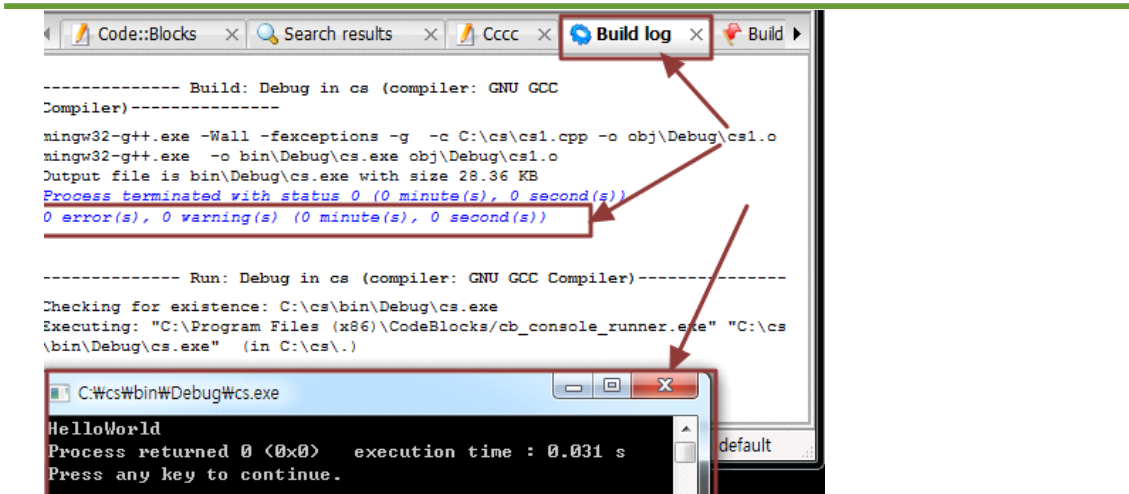 Code::Blocks × Search results × Cccc × Build log × Build
-------------- Build: Debug in cs (compiler: GNU GCC
Compiler)---------------
mingw32-g++.exe -Wall -fexceptions -g  -c C:\cs\cs1.cpp -o obj\Debug\cs1.o
mingw32-g++.exe  -o bin\Debug\cs.exe obj\Debug\cs1.o
Output file is bin\Debug\cs.exe with size 28.36 KB
Process terminated with status 0 (0 minute(s), 0 second(s))
0 error(s), 0 warning(s) (0 minute(s), 0 second(s))
-------------- Run: Debug in cs (compiler: GNU GCC Compiler)---------------
Checking for existence: C:\cs\bin\Debug\cs.exe
Executing: "C:\Program Files (x86)\CodeBlocks/cb_console_runner.exe" "C:\cs
\bin\Debug\cs.exe"  (in C:\cs\.)
C:₩cs₩bin₩Debug₩cs.exe
HelloWorld
Process returned 0 (0x0)   execution time : 0.031 s
Press any key to continue.
default